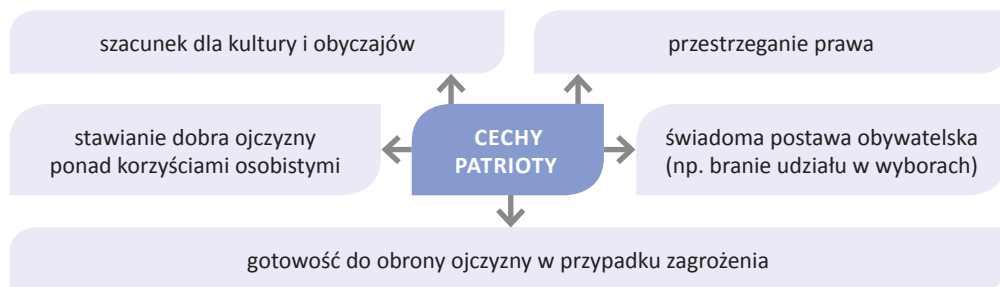 szacunek dla kultury i obyczajów
przestrzeganie prawa
stawianie dobra ojczyzny
ponad korzyściami osobistymi
CECHY
PATRIOTY
świadoma postawa obywatelska
(np. branie udziału w wyborach)
gotowość do obrony ojczyzny w przypadku zagrożenia